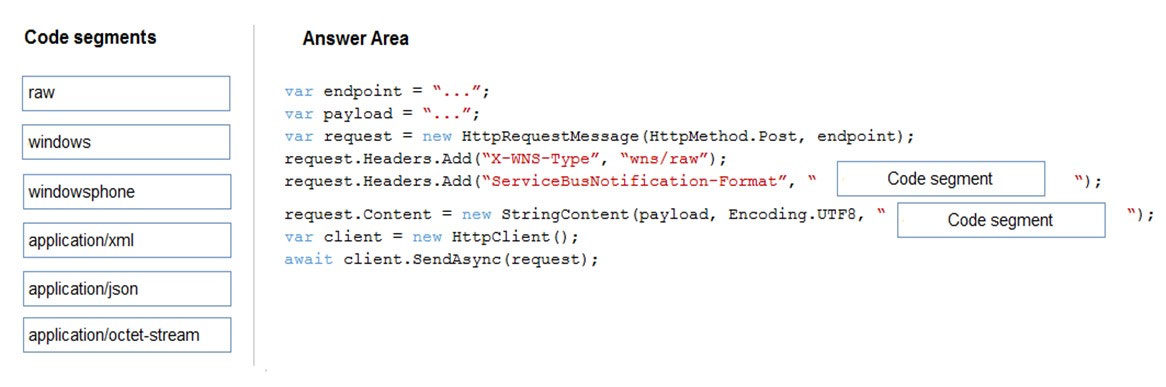 Code segments
raw
windows
windowsphone
application/xml
application/json
application/octet-stream
Answer Area
var endpoint = “...”;
var payload = “...”;
var request = new HttpRequestMessage(HttpMethod.Post, endpoint);
request.Headers.Add(“X-WNS-Type”, “wns/raw”);
request.Headers.Add(“ServiceBusNotification-Format”, “ Code segment “);
request.Content = new StringContent(payload, Encoding.UTF8, “ Code segment “);
var client = new HttpClient();
await client.SendAsync(request);